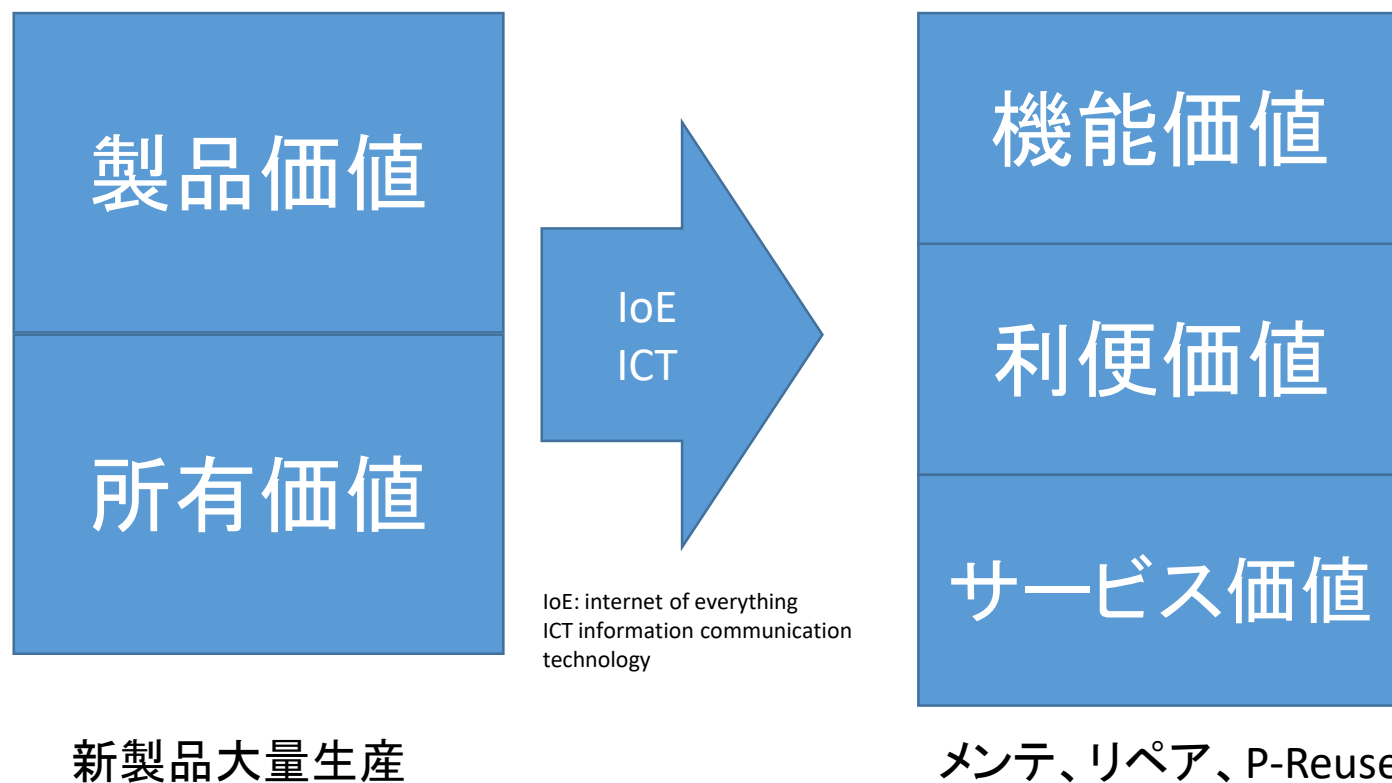 製品価値
所有価値
IoE
ICT
IoE: internet of everything
ICT information communication
technology
機能価値
利便価値
サービス価値
新製品大量生産
メンテ、リペア、P-Reuse